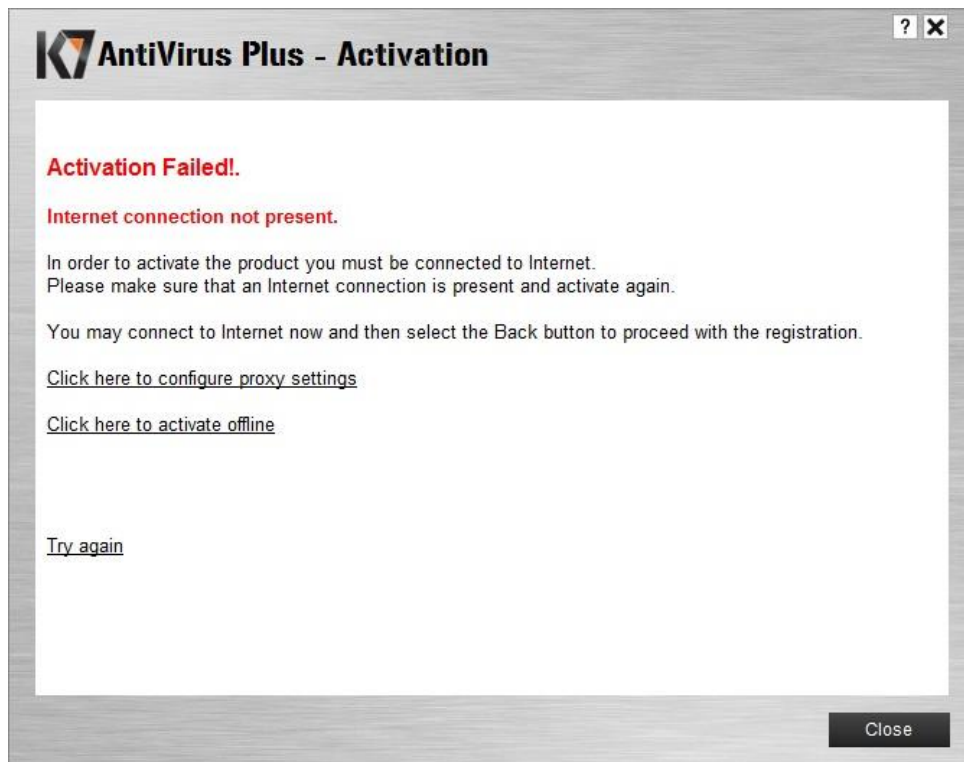 K7 AntiVirus Plus - Activation
?
Activation Failed!.
Internet connection not present.
In order to activate the product you must be connected to Internet.
Please make sure that an Internet connection is present and activate again.
You may connect to Internet now and then select the Back button to proceed with the registration.
Click here to configure proxy settings
Click here to activate offline
Try again
Close